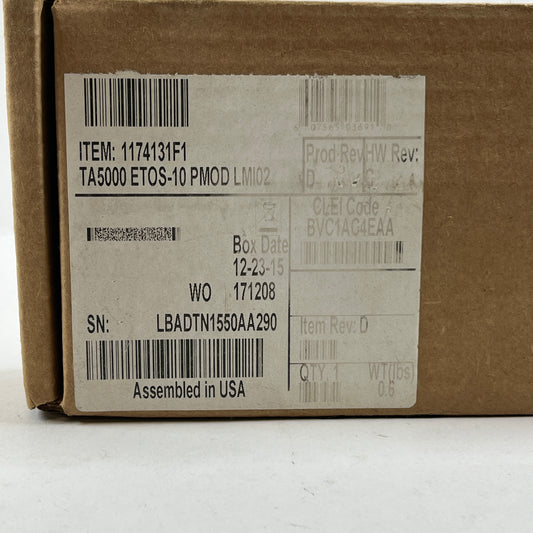 ITEM: 1174131F1
TA5000 ETOS-10 PMOD LMI02
Prod Rev HW Rev:
D C
CLEI Code
BVC1AC4EAA
Box Date
12-23-15
WO 171208
SN: LBADTN1550AA290
Assembled in USA
Item Rev: D
QTY 1 WT(lbs)
0.6